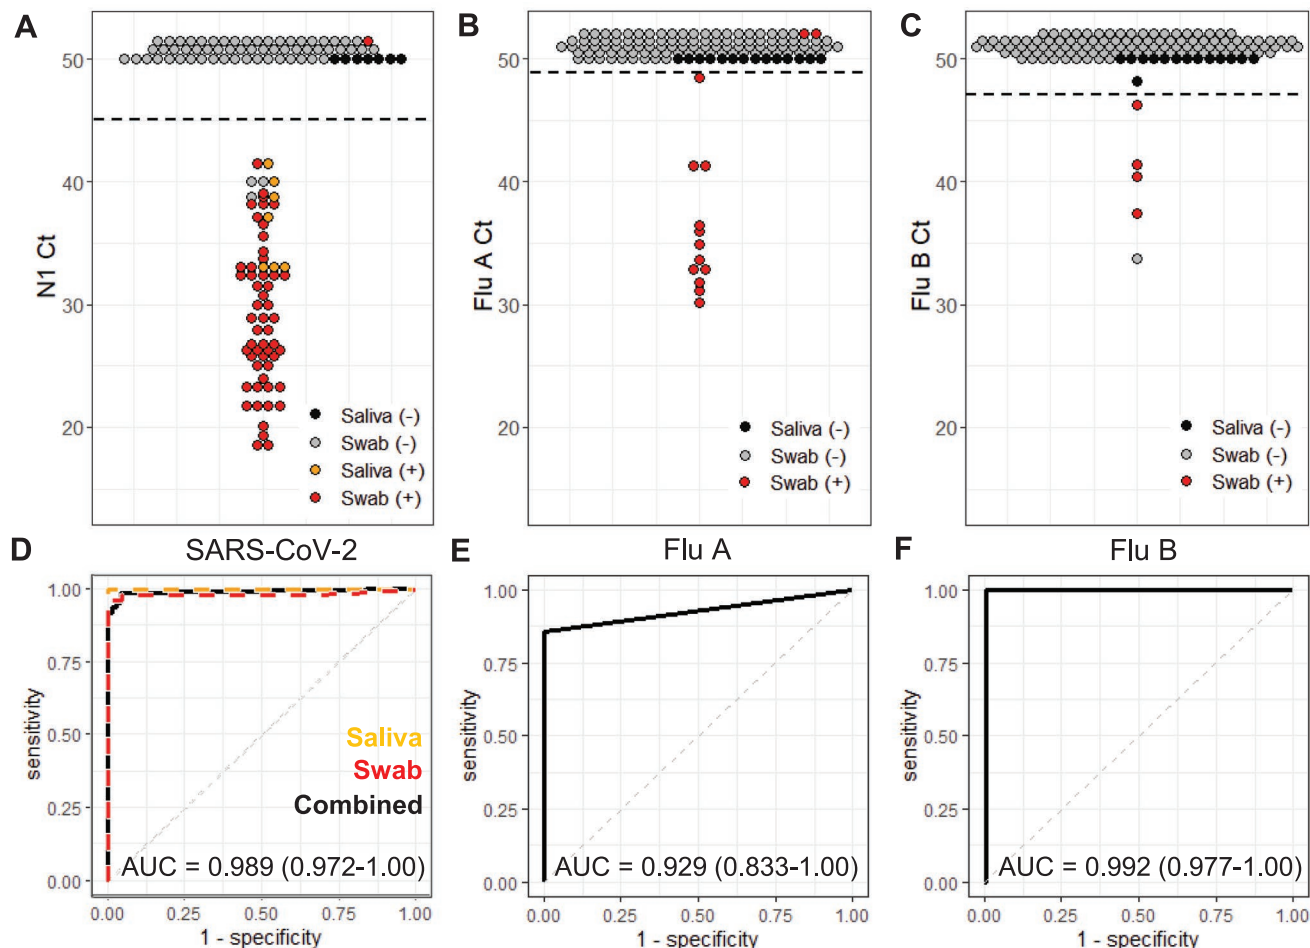 A
B
C
50
40
30
20
N1 Ct
Saliva (-)
Swab (-)
Saliva (+)
Swab (+)
50
40
30
20
Flu A Ct
Saliva (-)
Swab (-)
Swab (+)
50
40
30
20
Flu B Ct
Saliva (-)
Swab (-)
Swab (+)
D
SARS-CoV-2
1.00
0.75
0.50
0.25
0.00
sensitivity
Saliva
Swab
Combined
AUC = 0.989 (0.972-1.00)
0.00 0.25 0.50 0.75 1.00
1 - specificity
E
Flu A
1.00
0.75
0.50
0.25
0.00
sensitivity
AUC = 0.929 (0.833-1.00)
0.00 0.25 0.50 0.75 1.00
1 - specificity
F
Flu B
1.00
0.75
0.50
0.25
0.00
sensitivity
AUC = 0.992 (0.977-1.00)
0.00 0.25 0.50 0.75 1.00
1 - specificity